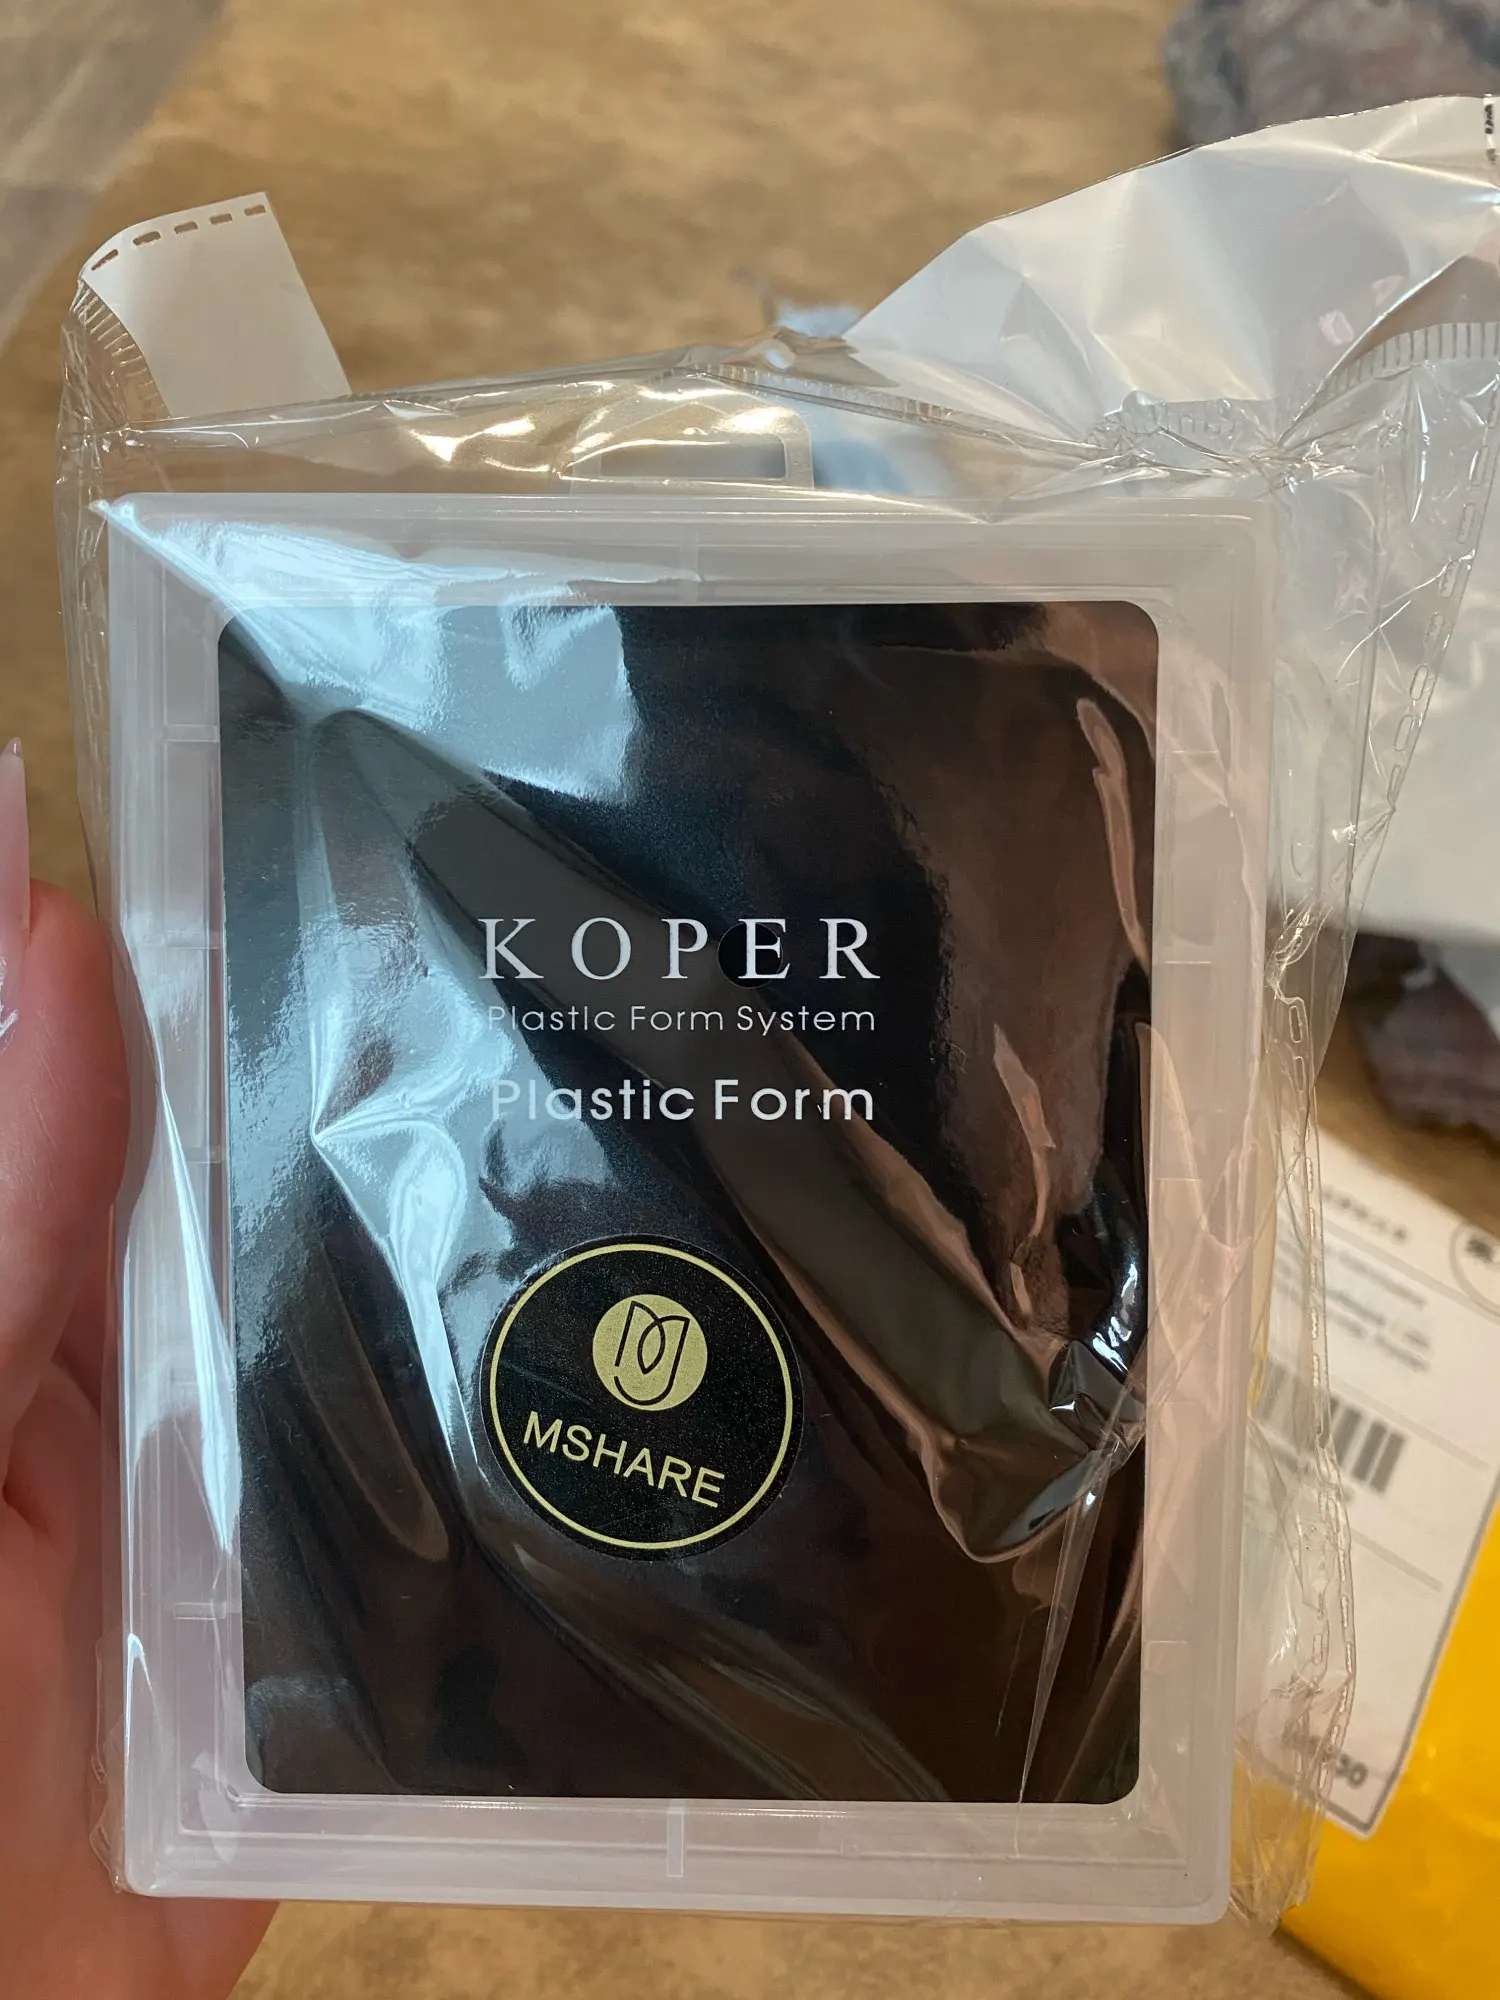 KOPER
Plastic Form System
Plastic Form
MSHARE